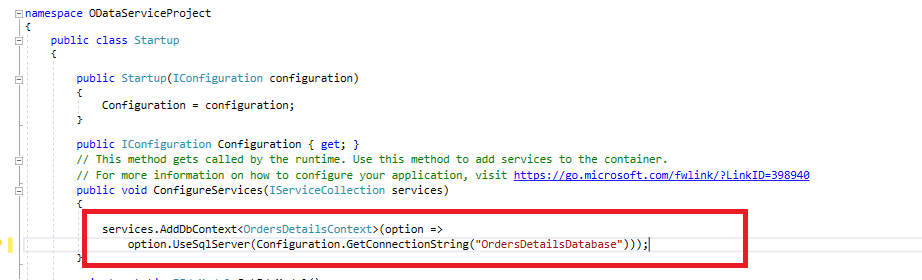 namespace ODataServiceProject
{
public class Startup
{
public Startup(IConfiguration configuration)
{
Configuration = configuration;
}
public IConfiguration Configuration { get; }
// This method gets called by the runtime. Use this method to add services to the container.
// For more information on how to configure your application, visit https://go.microsoft.com/fwlink/?LinkID=398940
public void ConfigureServices(IServiceCollection services)
{
services.AddDbContext<OrdersDetailsContext>(option =>
option.UseSqlServer(Configuration.GetConnectionString("OrdersDetailsDatabase")));
}